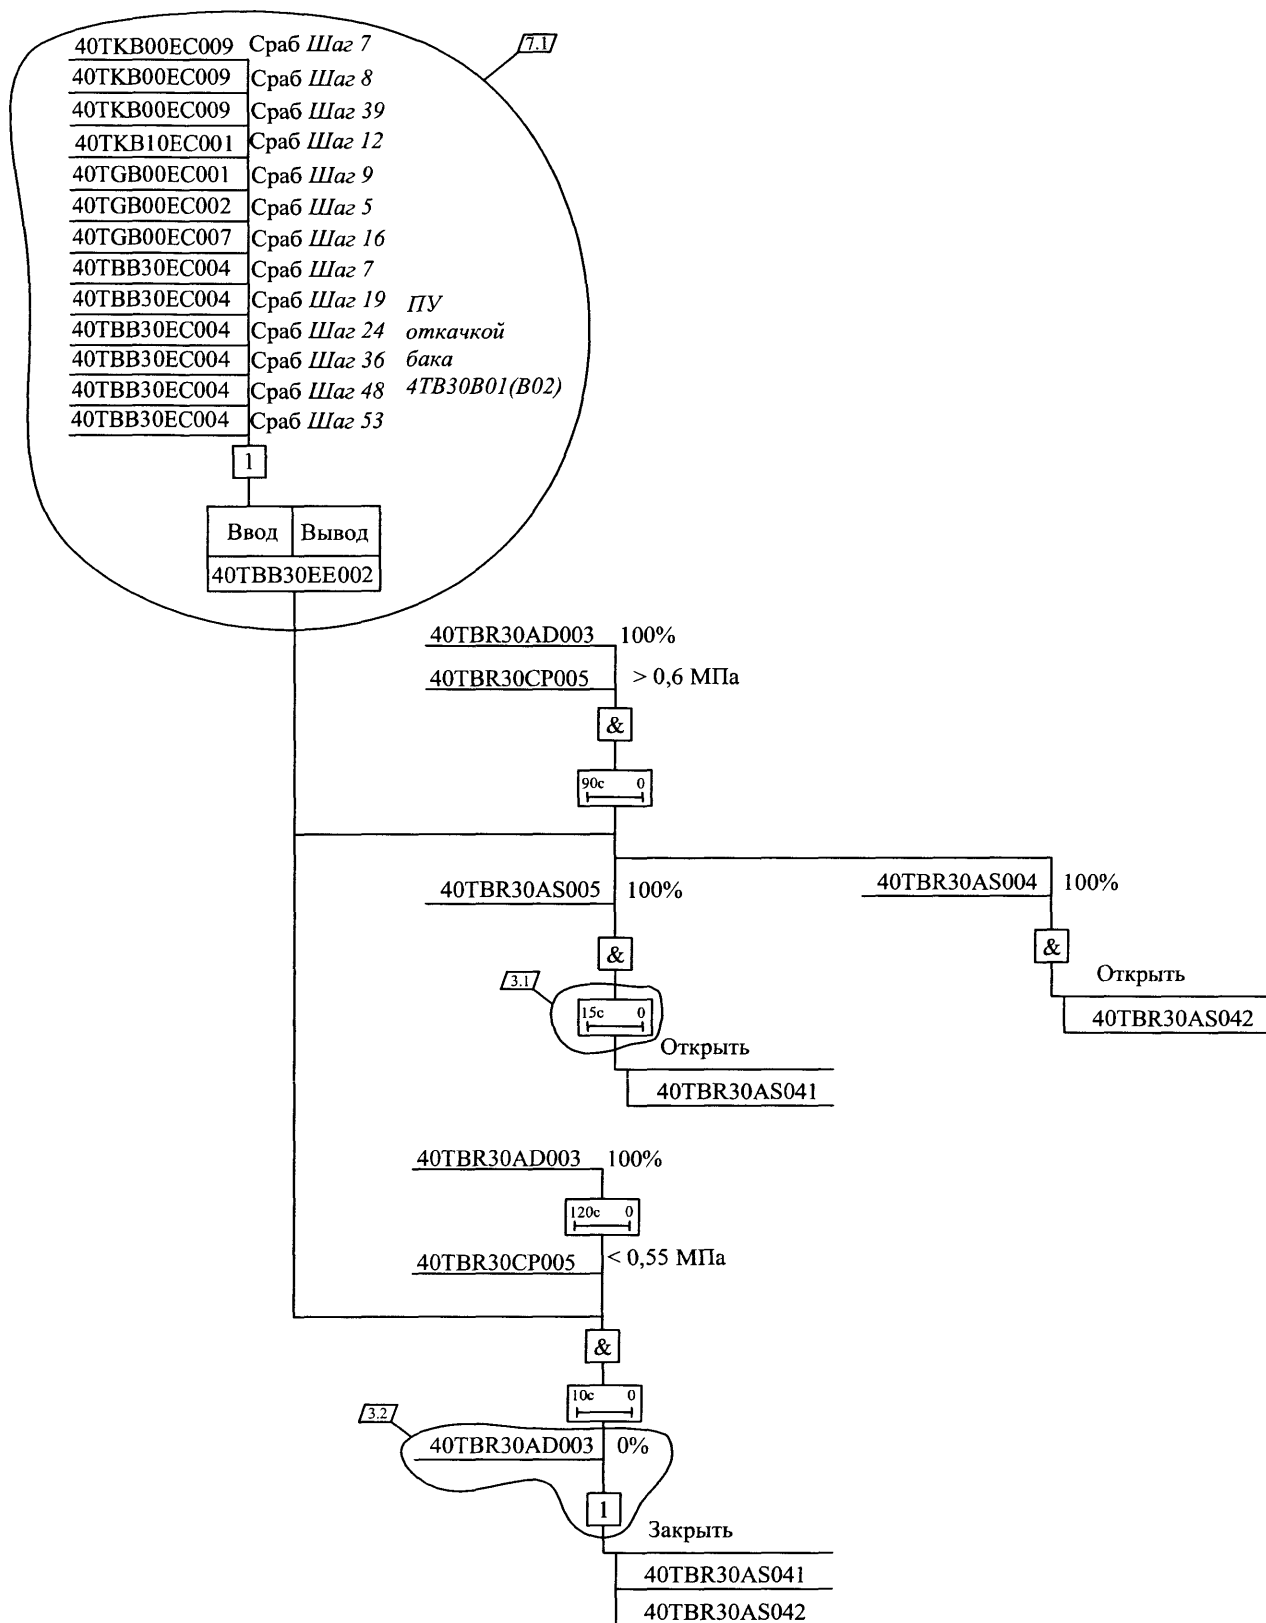 40TKB00EC009 Сраб Шаг 7
7.1
40TKB00EC009 Сраб Шаг 8
40TKB00EC009 Сраб Шаг 39
40TKB10EC001 Сраб Шаг 12
40TGB00EC001 Сраб Шаг 9
40TGB00EC002 Сраб Шаг 5
40TGB00EC007 Сраб Шаг 16
40TBB30EC004 Сраб Шаг 7
40TBB30EC004 Сраб Шаг 19 ПУ
40TBB30EC004 Сраб Шаг 24 откачкой
40TBB30EC004 Сраб Шаг 36 бака
40TBB30EC004 Сраб Шаг 48 4TB30B01(B02)
40TBB30EC004 Сраб Шаг 53
1
Ввод Вывод
40TBB30EE002
40TBR30AD003 100%
40TBR30CP005 > 0,6 МПа
&
90с 0
40TBR30AS005 100%
40TBR30AS004 100%
&
&
3.1
Открыть
15с 0
40TBR30AS042
Открыть
40TBR30AS041
40TBR30AD003 100%
120с 0
40TBR30CP005 < 0,55 МПа
&
10с 0
3.2
40TBR30AD003 0%
1
Закрыть
40TBR30AS041
40TBR30AS042